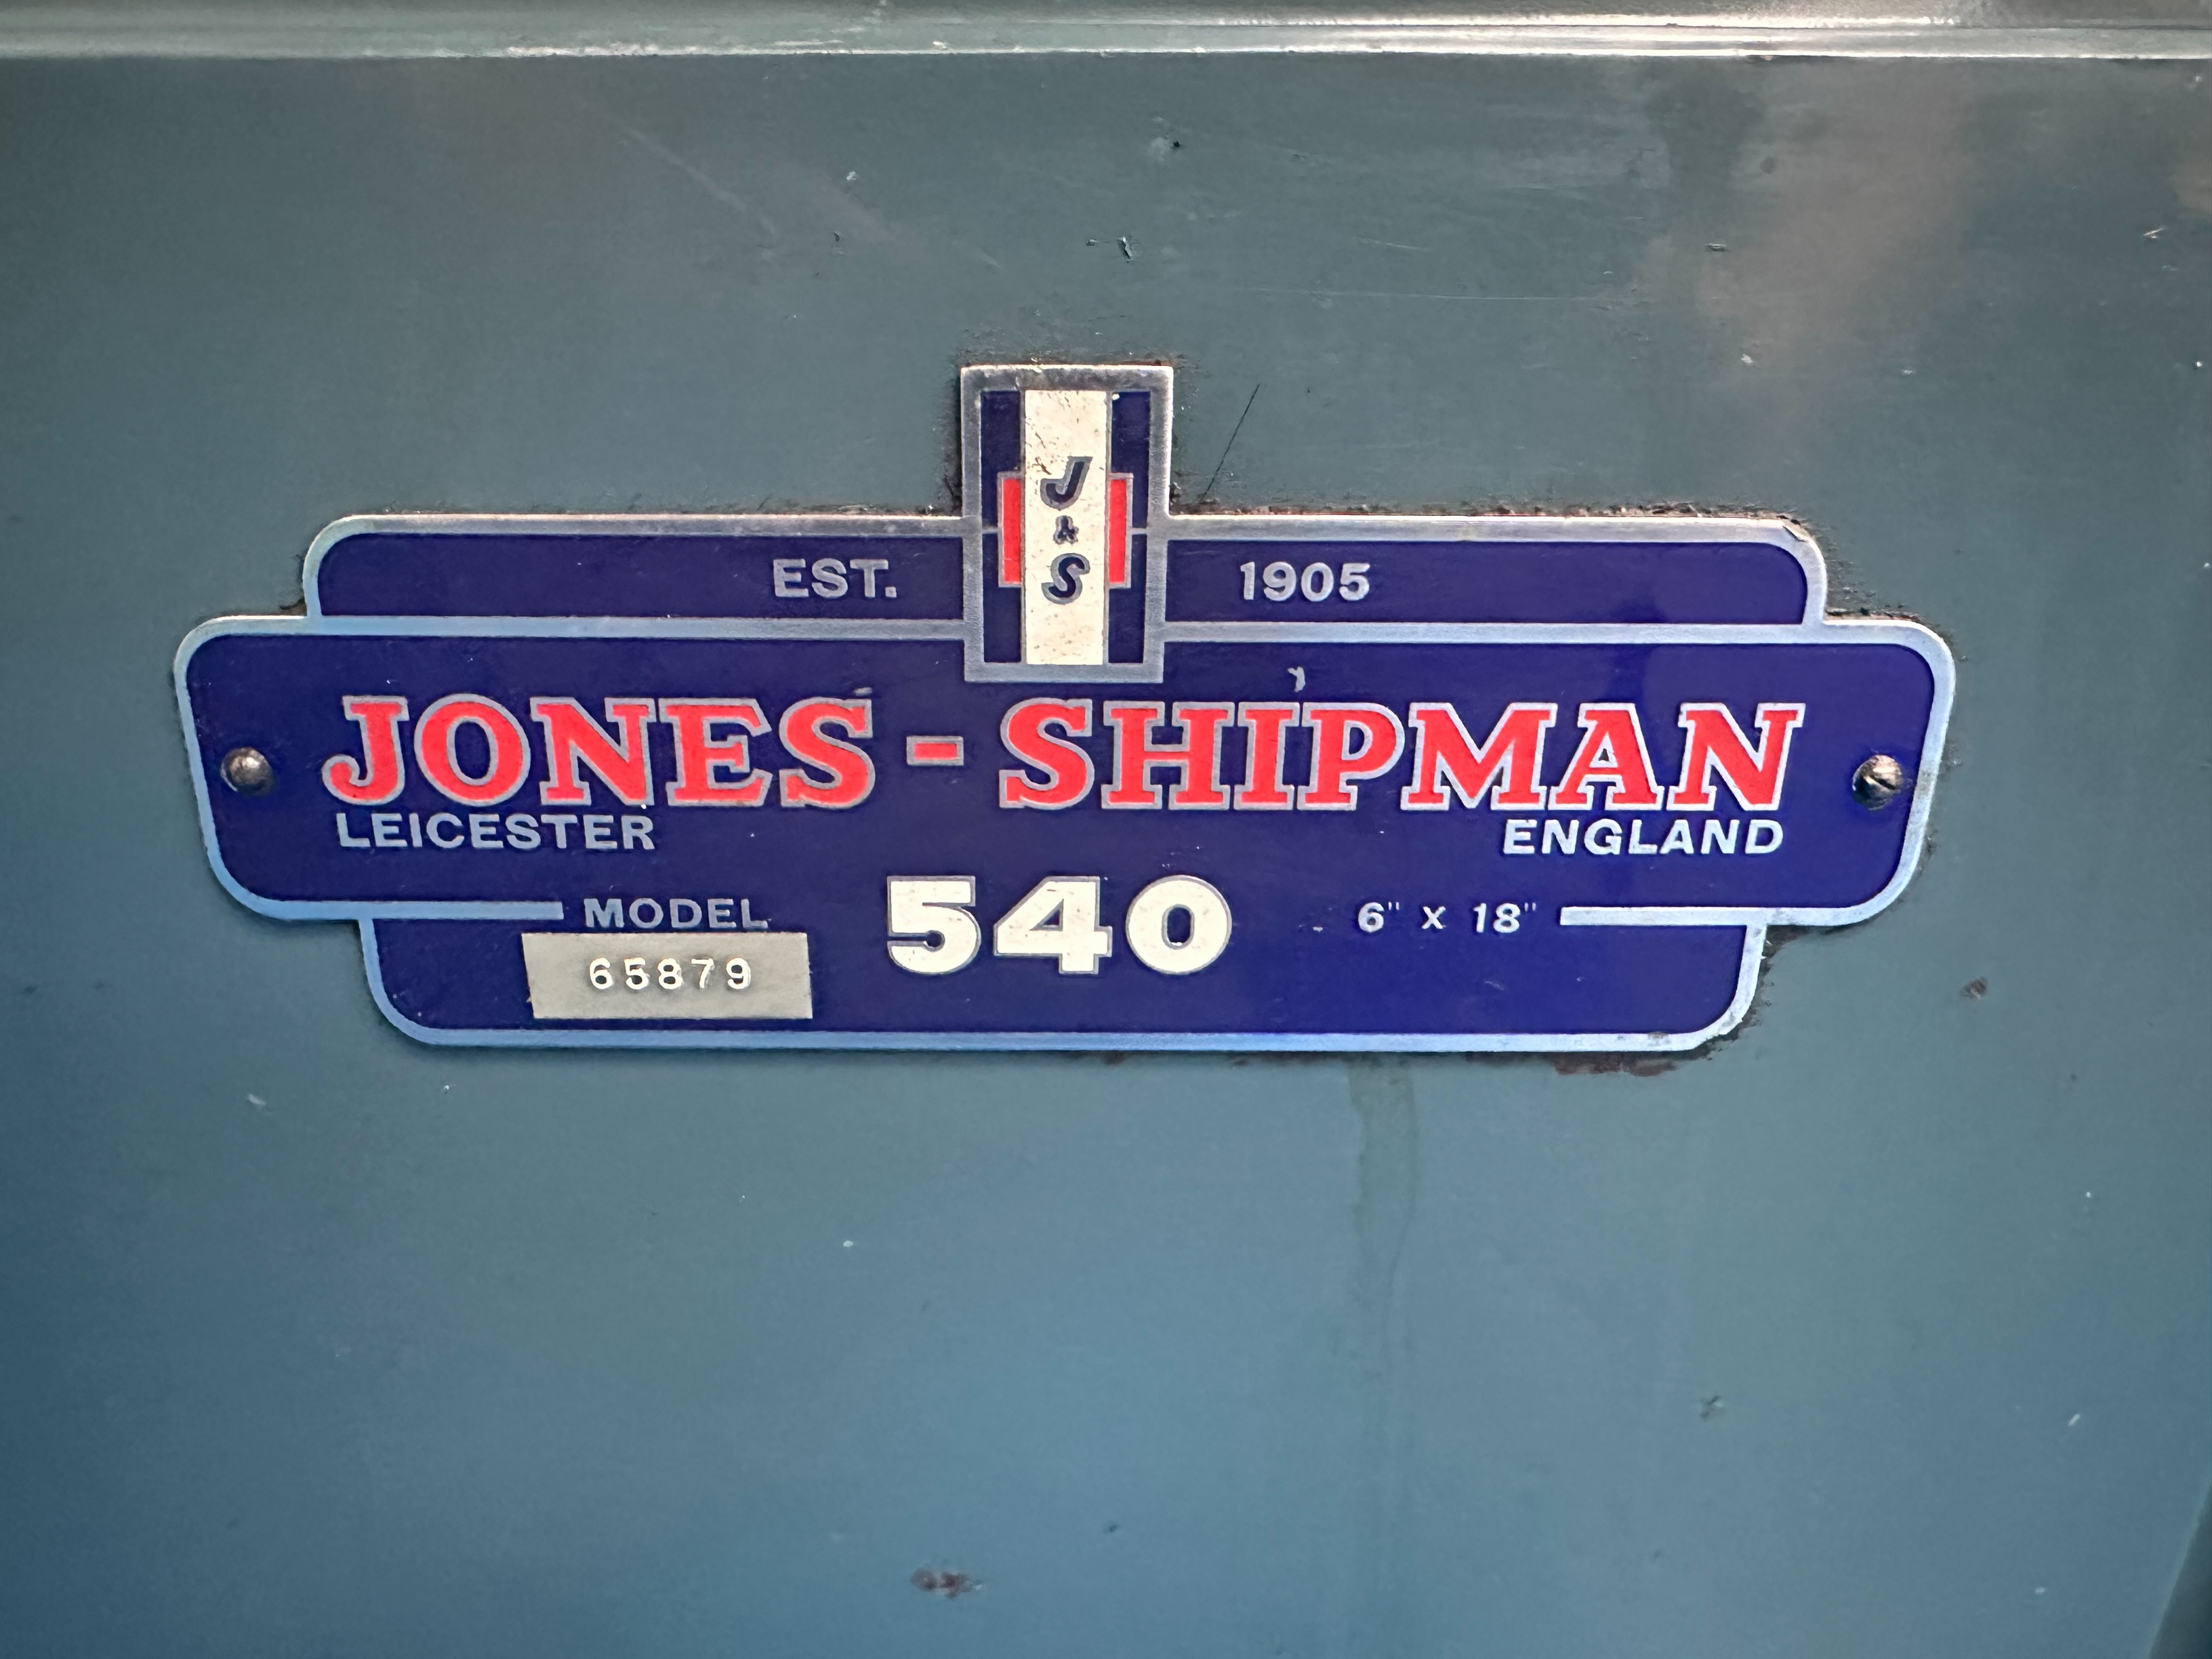 J
&
S
EST. 1905
JONES - SHIPMAN
LEICESTER ENGLAND
MODEL 540 6" x 18"
65879